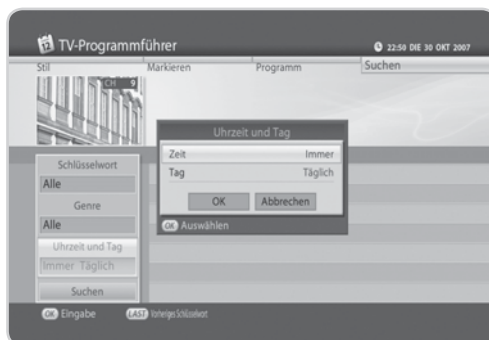 12 TV-Programmführer
22:50 DIE 30 OKT 2007
Stil Markieren Programm Suchen
CH 9
Uhrzeit und Tag
Zeit Immer
Tag Täglich
OK Abbrechen
OK Auswählen
Schlüsselwort
Alle
Genre
Alle
Uhrzeit und Tag
Immer Täglich
Suchen
OK Eingabe LAST Vorheriges Schlüsselwort